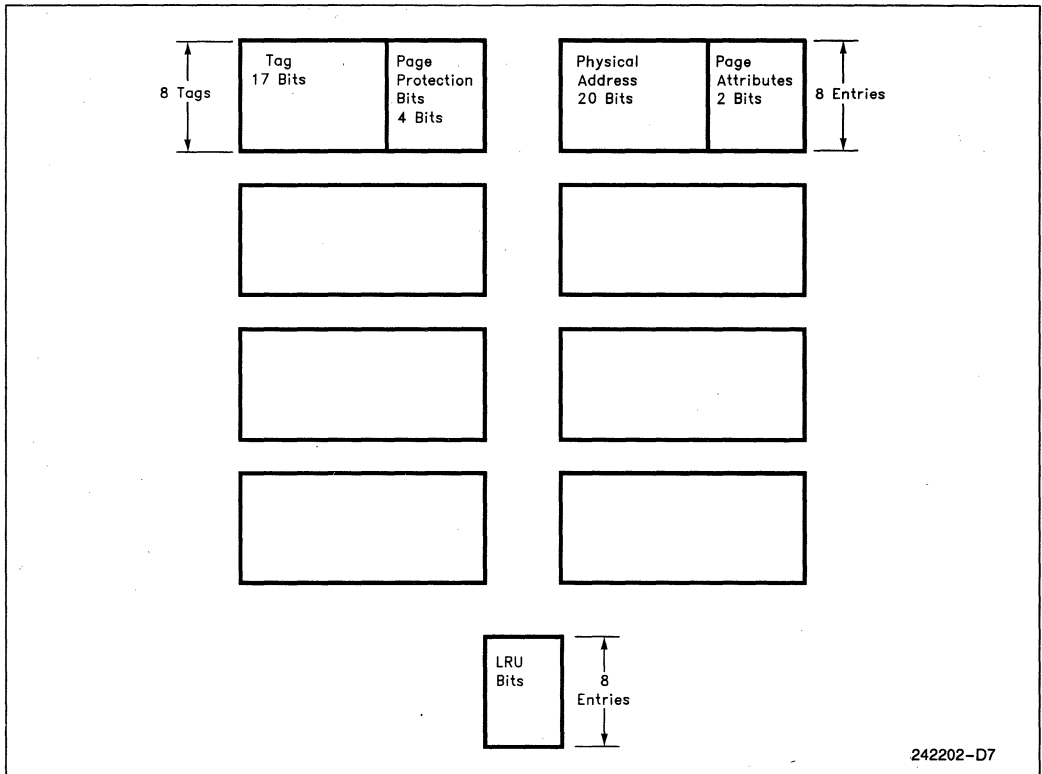 8 Tags
Tag
17 Bits
Page
Protection
Bits
4 Bits
Physical
Address
20 Bits
Page
Attributes
2 Bits
8 Entries
LRU
Bits
8
Entries
242202-D7